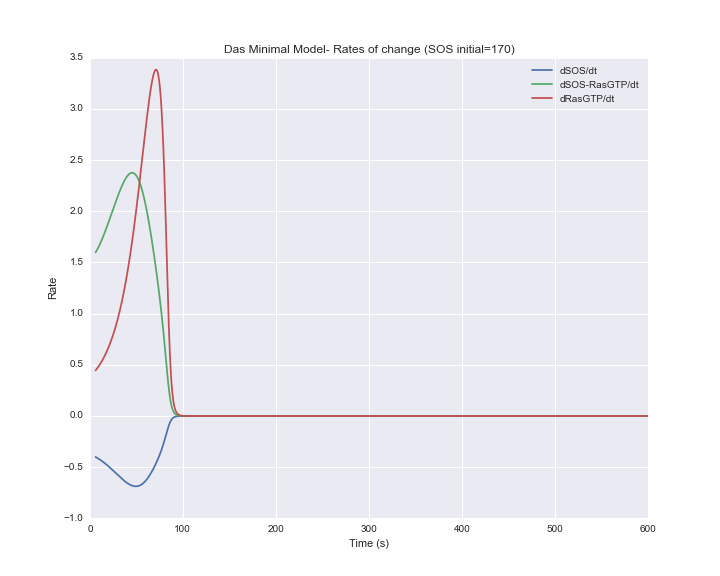 Das Minimal Model- Rates of change (SOS initial=170)
dSOS/dt
dSOS-RasGTP/dt
dRasGTP/dt
3.5
3.0
2.5
2.0
1.5
1.0
0.5
0.0
−0.5
−1.0
Rate
0 100 200 300 400 500 600
Time (s)